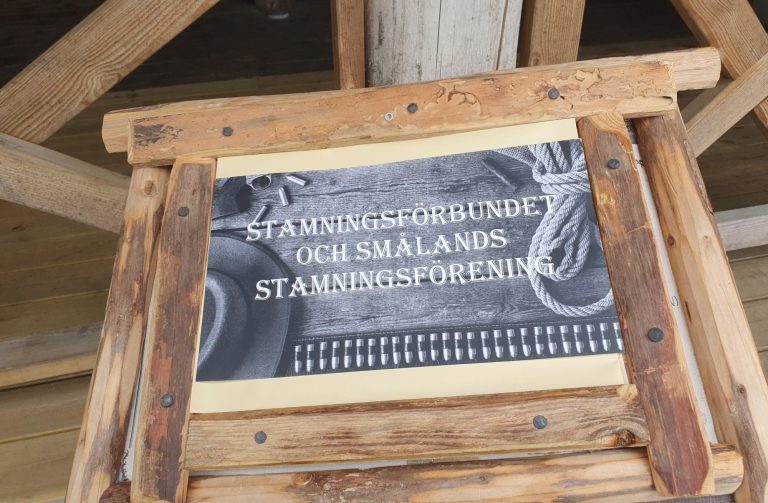 STAMNINGSFÖRBUNDET
OCH SMÅLANDS
STAMNINGSFÖRENING